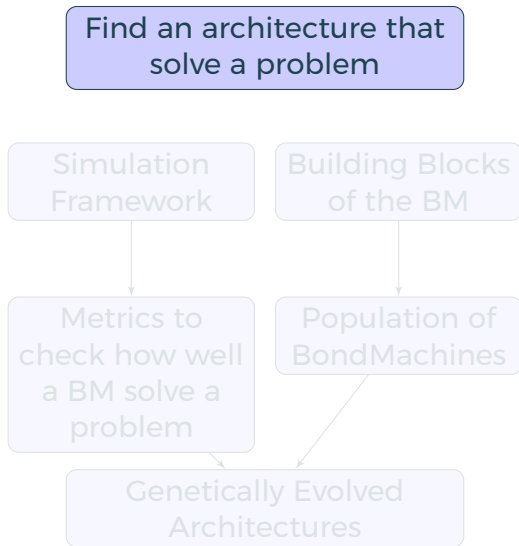 Find an architecture that
solve a problem
Simulation
Framework
Building Blocks
of the BM
Metrics to
check how well
a BM solve a
problem
Population of
BondMachines
Genetically Evolved
Architectures